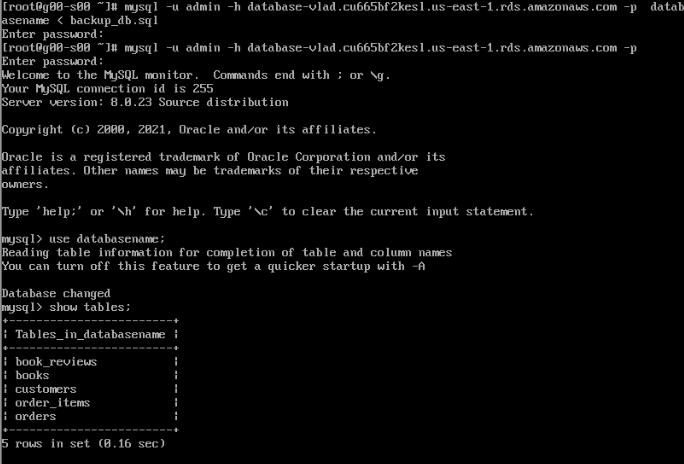 [root@g00-s00 ~]# mysql -u admin -h database-vlad.cu665bf2kesl.us-east-1.rds.amazonaws.com -p  datab
asename < backup_db.sql
Enter password:
[root@g00-s00 ~]# mysql -u admin -h database-vlad.cu665bf2kesl.us-east-1.rds.amazonaws.com -p
Enter password:
Welcome to the MySQL monitor.  Commands end with ; or \g.
Your MySQL connection id is 255
Server version: 8.0.23 Source distribution

Copyright (c) 2000, 2021, Oracle and/or its affiliates.

Oracle is a registered trademark of Oracle Corporation and/or its
affiliates. Other names may be trademarks of their respective
owners.

Type 'help;' or '\h' for help. Type '\c' to clear the current input statement.

mysql> use databasename;
Reading table information for completion of table and column names
You can turn off this feature to get a quicker startup with -A

Database changed
mysql> show tables;
+------------------------+
| Tables_in_databasename |
+------------------------+
| book_reviews           |
| books                  |
| customers              |
| order_items            |
| orders                 |
+------------------------+
5 rows in set (0.16 sec)